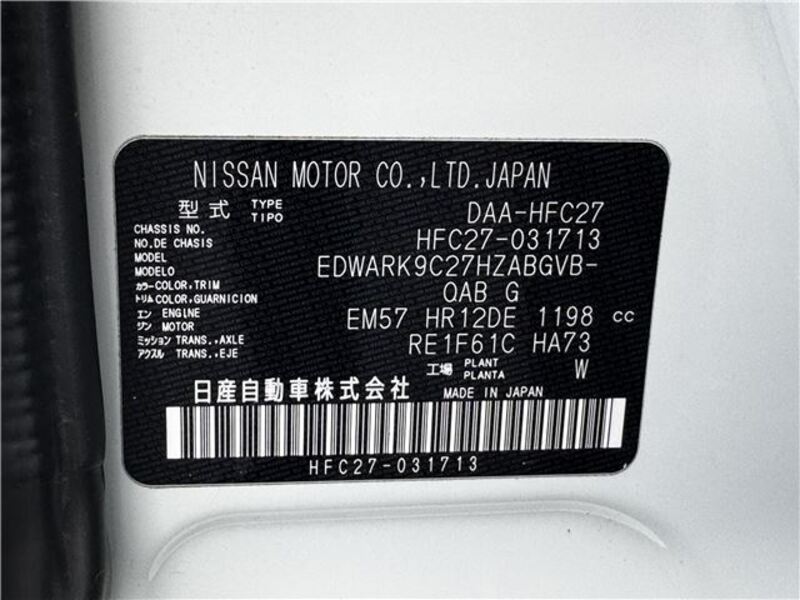 NISSAN MOTOR CO.,LTD.JAPAN
型式 TYPE TIPO DAA-HFC27
CHASSIS NO. NO.DE CHASIS HFC27-031713
MODEL MODELO EDWARK9C27HZABGVB-
カラー COLOR,TRIM トリム COLOR,GUARNICION QAB G
エンジン ENGINE MOTOR EM57 HR12DE 1198 CC
ミッション TRANS.,AXLE アクスル TRANS.,EJE RE1F61C HA73
工場 PLANT PLANTA W
日産自動車株式会社 MADE IN JAPAN
HFC27-031713